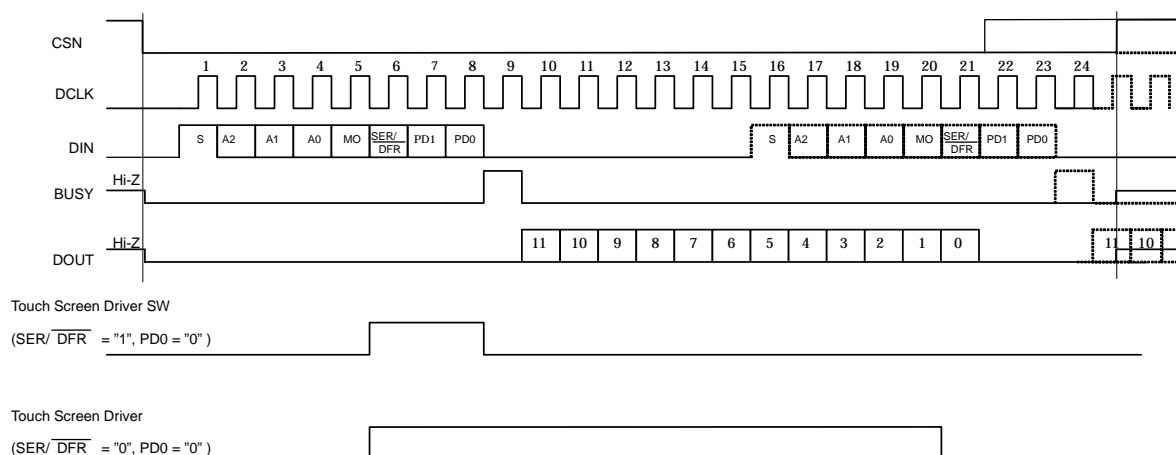 CSN
1 2 3 4 5 6 7 8 9 10 11 12 13 14 15 16 17 18 19 20 21 22 23 24
DCLK
DIN S A2 A1 A0 MO SER/DFR PD1 PD0 S A2 A1 A0 MO SER/DFR PD1 PD0
Hi-Z
BUSY
Hi-Z
DOUT 11 10 9 8 7 6 5 4 3 2 1 0 11 10
Touch Screen Driver SW
(SER/ DFR = ”1”, PD0 = ”0” )
Touch Screen Driver
(SER/ DFR = ”0”, PD0 = ”0” )